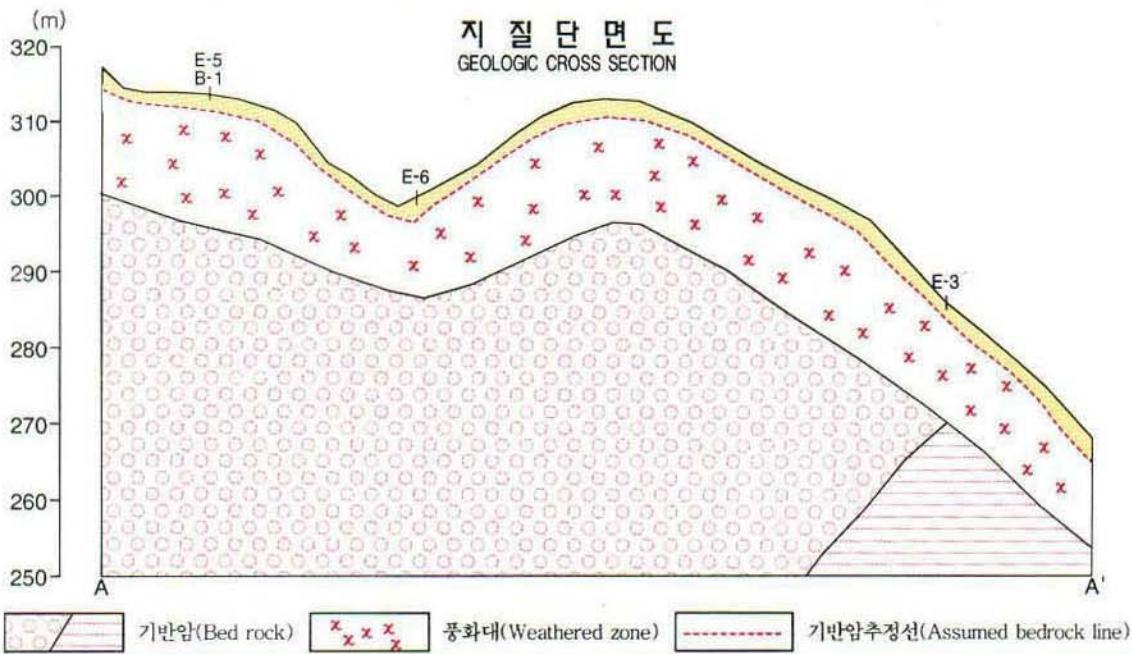 (m)
지 질 단 면 도
GEOLOGIC CROSS SECTION
320
310
300
290
280
270
260
250
E-5
B-1
E-6
E-3
A
A'
기반암(Bed rock)
풍화대(Weathered zone)
기반암추정선(Assumed bedrock line)